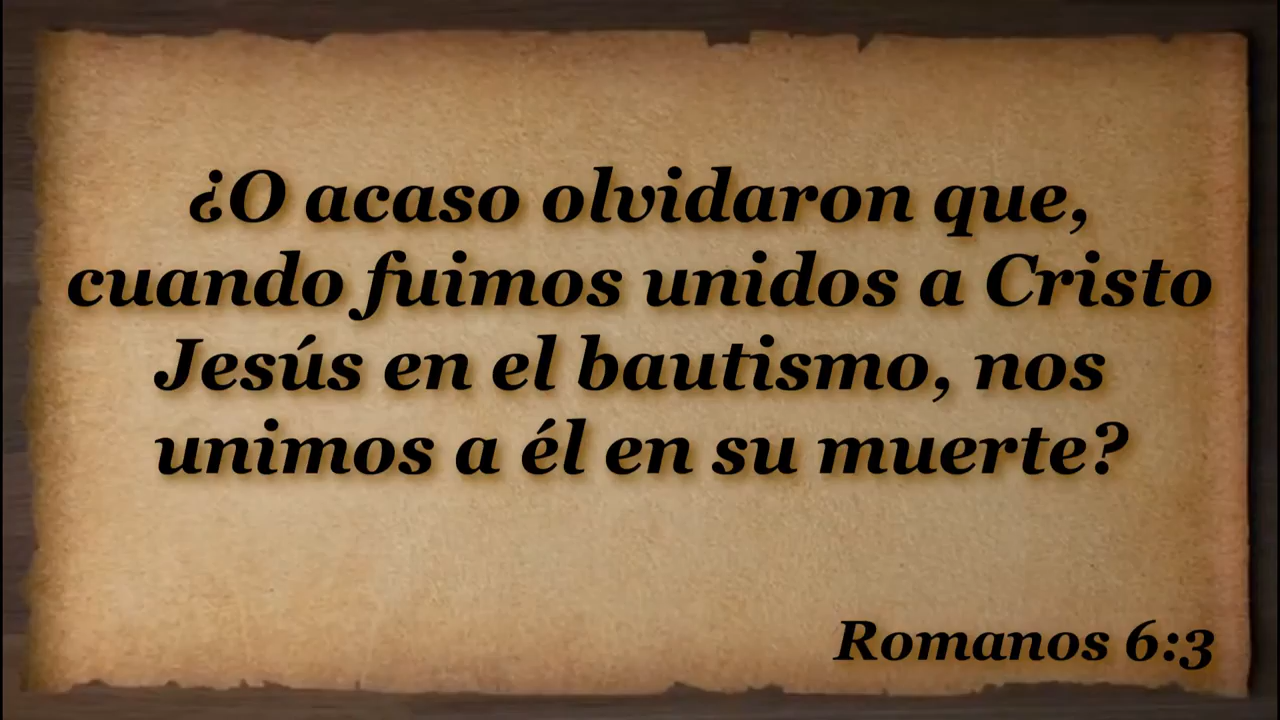 ¿O acaso olvidaron que,
cuando fuimos unidos a Cristo
Jesús en el bautismo, nos
unimos a él en su muerte?
Romanos 6:3